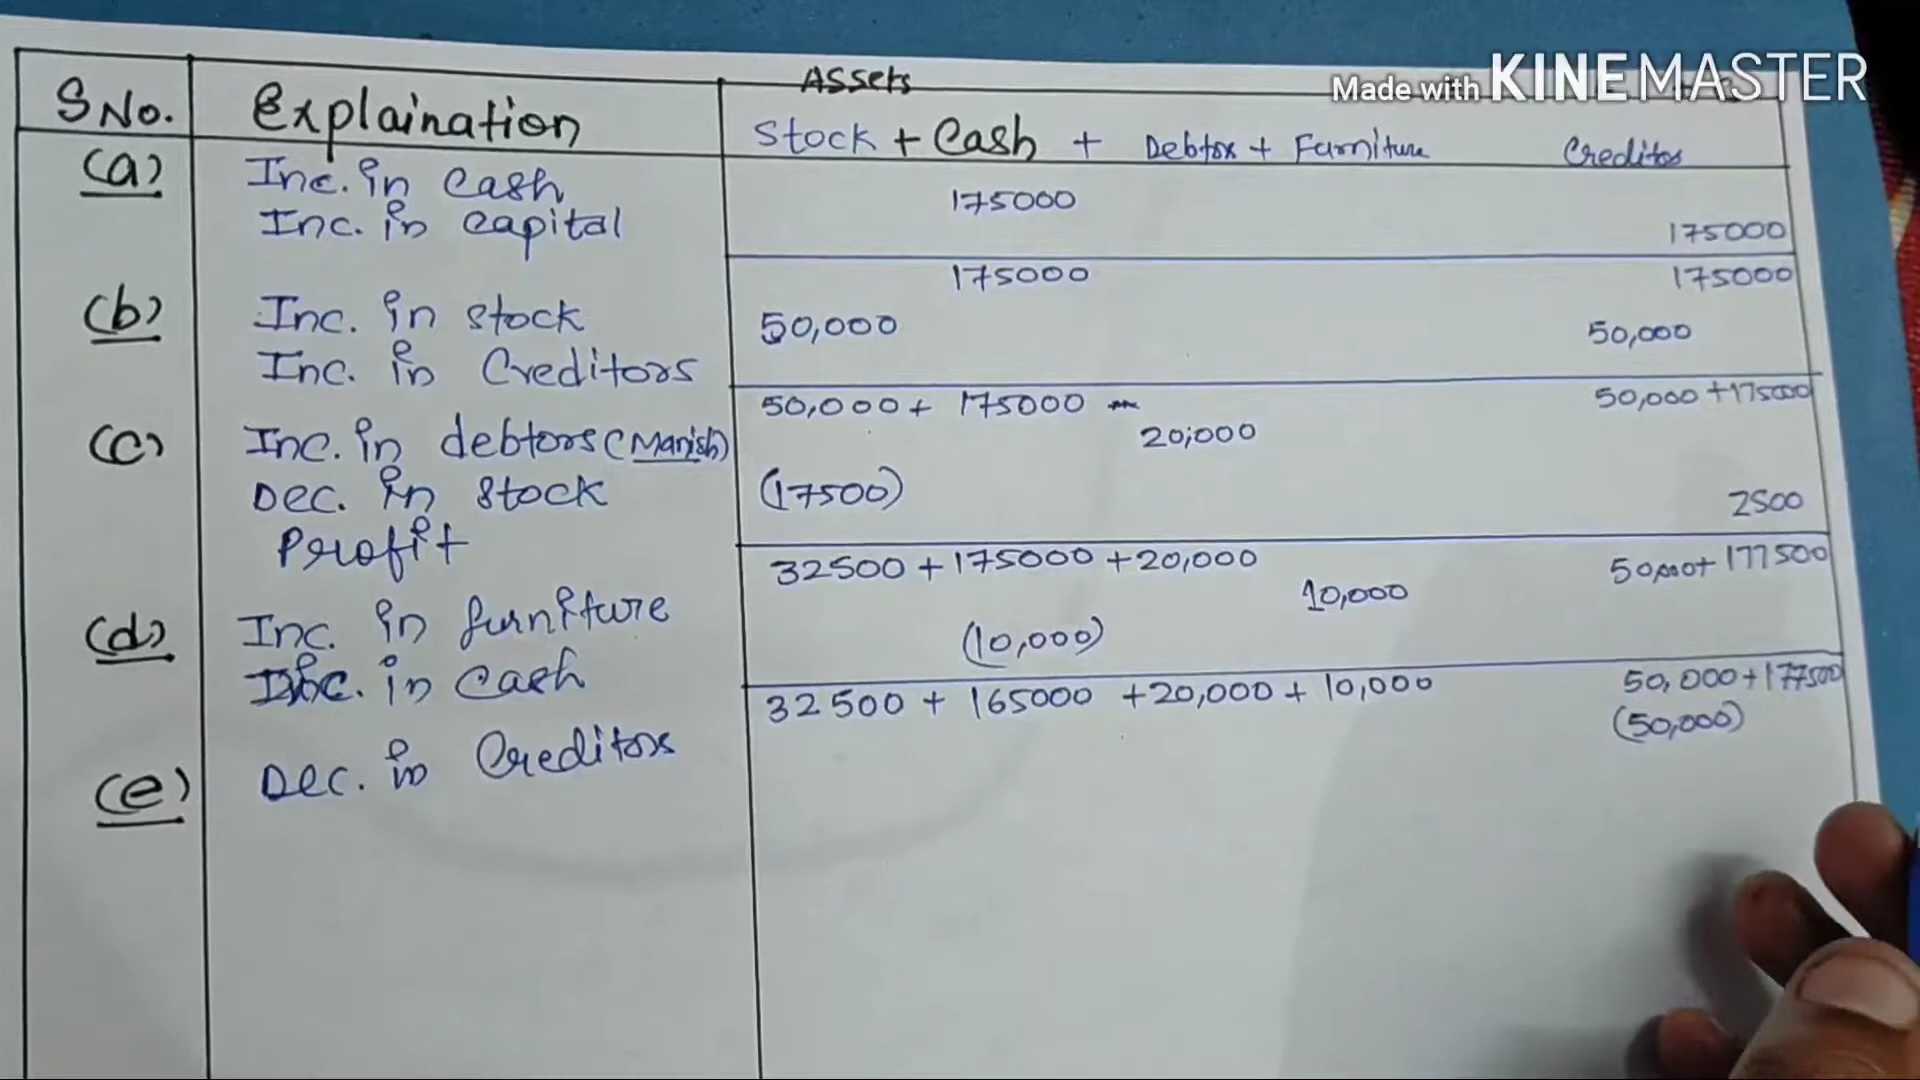 Assets
Made with KINEMASTER
S No. Explaination Stock + Cash + Debtox + Furniture Creditos
(a) Inc. in cash 175000
Inc. in capital 175000
175000 175000
(b) Inc. in stock 50,000 50,000
Inc. in Creditors
50,000 + 175000 50,000 + 175000
(c) Inc. in debtors (Manish) 20,000
Dec. in stock (17500) 2500
Profit
32500 + 175000 + 20,000 50,000 + 177500
(d) Inc. in furniture 10,000
Dec. in cash (10,000)
32500 + 165000 + 20,000 + 10,000 50,000 + 177500
(e) Dec. in Creditors (50,000)